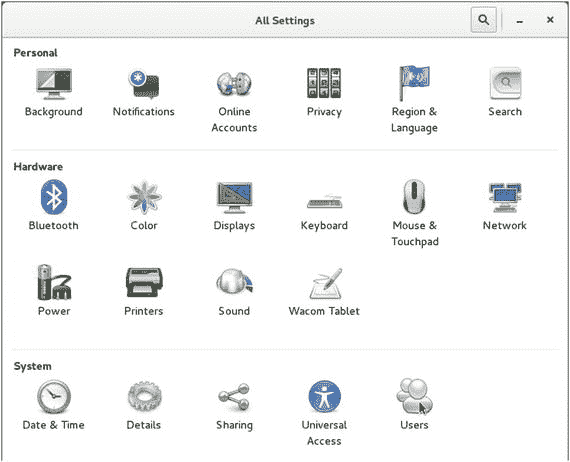 All Settings
Personal
Background Notifications Online Accounts Privacy Region & Language Search
Hardware
Bluetooth Color Displays Keyboard Mouse & Touchpad Network
Power Printers Sound Wacom Tablet
System
Date & Time Details Sharing Universal Access Users